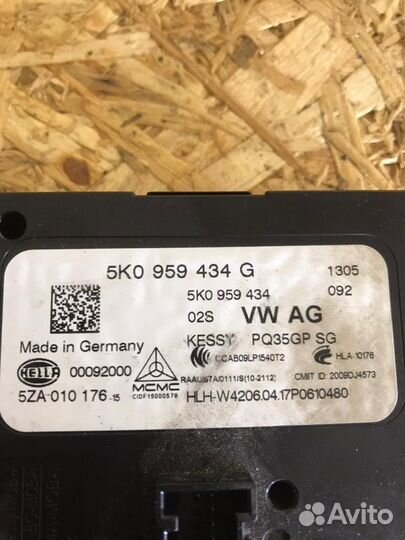 5K0 959 434 G
1305
5K0 959 434
092
02S VW AG
KESSY PQ35GP SG
Made in Germany
CCAB09LP1540T2
HLA-10176
HELLA
00092000
MCMC
CIDF15000578
RAAU/57A/0111/S(10-2112)
CMIIT ID: 2009DJ4573
5ZA 010 176-15
HLH-W4206.04.17P0610480
Avito